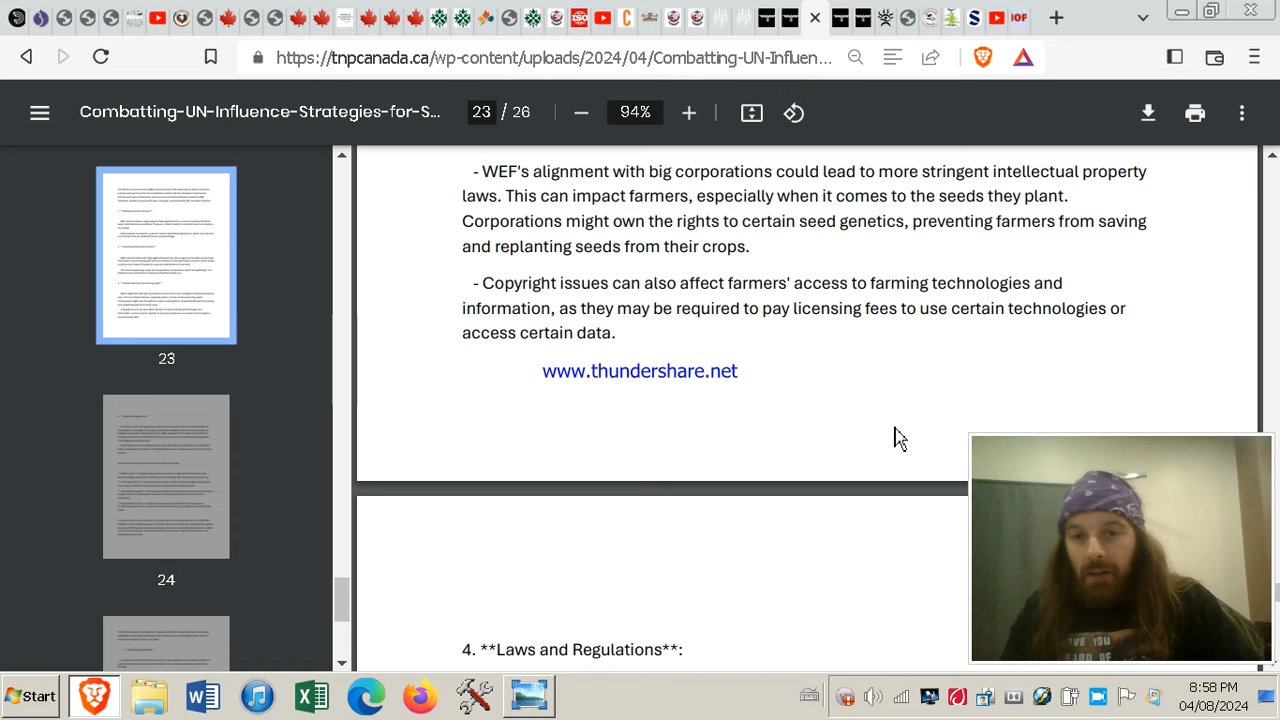 ISO
IOF
https://tnpcanada.ca/wp-content/uploads/2024/04/Combatting-UN-Influen...
Combatting-UN-Influence-Strategies-for-S...
23 / 26
94%
- WEF's alignment with big corporations could lead to more stringent intellectual property
laws. This can impact farmers, especially when it comes to the seeds they plant.
Corporations might own the rights to certain seed genetics, preventing farmers from saving
and replanting seeds from their crops.
- Copyright issues can also affect farmers' access to farming technologies and
information, as they may be required to pay licensing fees to use certain technologies or
access certain data.
www.thundershare.net
4. **Laws and Regulations**:
23
24
Start
8:58 PM
04/08/2024